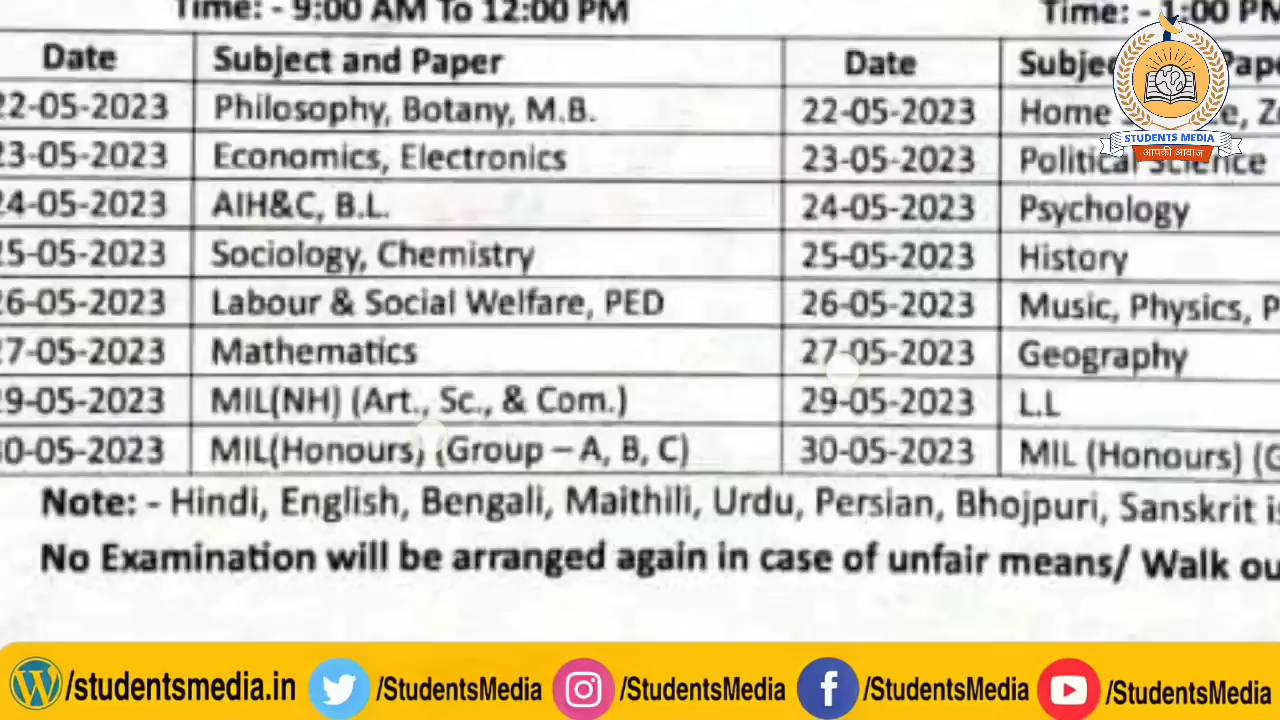 Time: - 9:00 AM To 12:00 PM Time: - 1:00 PM
Date Subject and Paper Date
22-05-2023 Philosophy, Botany, M.B. 22-05-2023 Home
23-05-2023 Economics, Electronics 23-05-2023 Political Science
24-05-2023 AIH&C, B.L. 24-05-2023 Psychology
25-05-2023 Sociology, Chemistry 25-05-2023 History
26-05-2023 Labour & Social Welfare, PED 26-05-2023 Music, Physics, P
27-05-2023 Mathematics 27-05-2023 Geography
29-05-2023 MIL(NH) (Art., Sc., & Com.) 29-05-2023 L.L
30-05-2023 MIL(Honours) (Group – A, B, C) 30-05-2023 MIL (Honours) (G
Note: - Hindi, English, Bengali, Maithili, Urdu, Persian, Bhojpuri, Sanskrit
No Examination will be arranged again in case of unfair means/ Walk
STUDENTS MEDIA
आपकी आवाज़
/studentsmedia.in /StudentsMedia /StudentsMedia /StudentsMedia /StudentsMedia